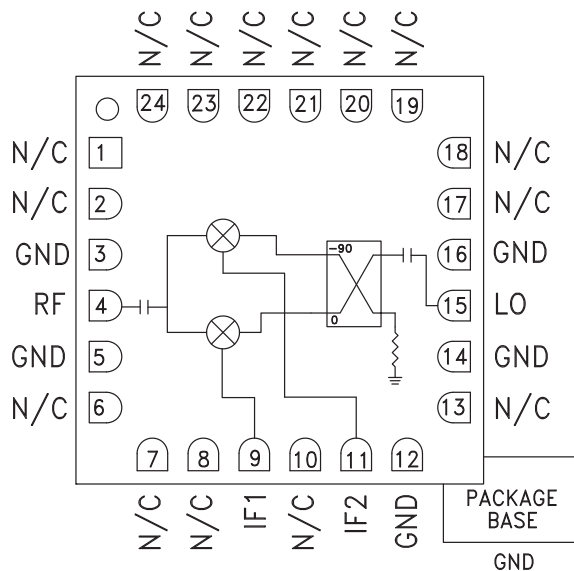 N/C N/C N/C N/C N/C N/C
24 23 22 21 20 19
N/C 1 18 N/C
N/C 2 17 N/C
GND 3 16 GND
RF 4 15 LO
GND 5 14 GND
N/C 6 13 N/C
-90
0
7 8 9 10 11 12
N/C N/C IF1 N/C IF2 GND
PACKAGE
BASE
GND